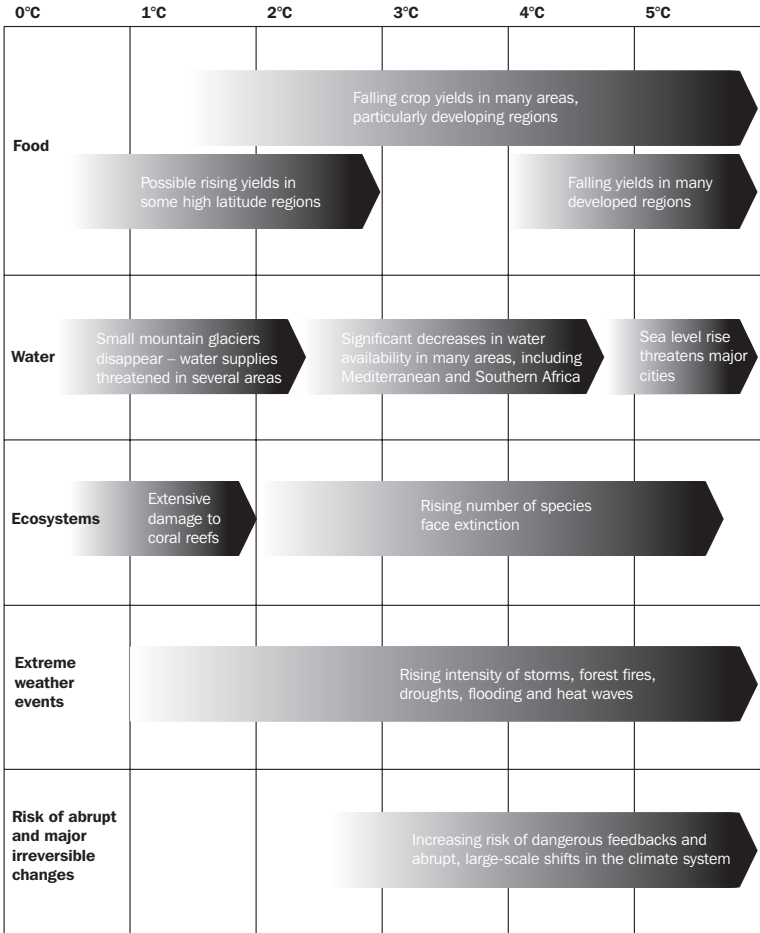 0°C 1°C 2°C 3°C 4°C 5°C
Food
Falling crop yields in many areas,
particularly developing regions
Possible rising yields in
some high latitude regions
Falling yields in many
developed regions
Water
Small mountain glaciers
disappear – water supplies
threatened in several areas
Significant decreases in water
availability in many areas, including
Mediterranean and Southern Africa
Sea level rise
threatens major
cities
Ecosystems
Extensive
damage to
coral reefs
Rising number of species
face extinction
Extreme
weather
events
Rising intensity of storms, forest fires,
droughts, flooding and heat waves
Risk of abrupt
and major
irreversible
changes
Increasing risk of dangerous feedbacks and
abrupt, large-scale shifts in the climate system